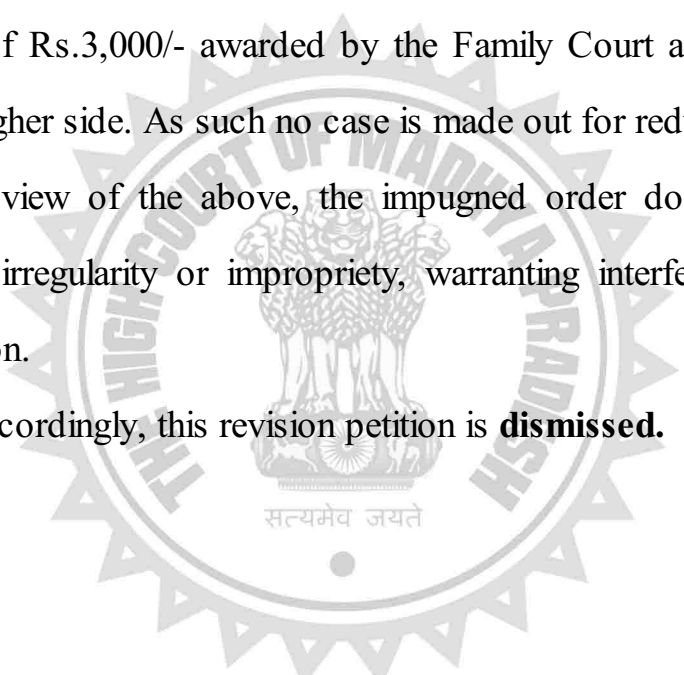 f Rs.3,000/- awarded by the Family Court a
gher side. As such no case is made out for red
view of the above, the impugned order do
irregularity or impropriety, warranting interfe
on.
cordingly, this revision petition is dismissed.
THE HIGH COURT OF MADHYA PRADESH
सत्यमेव जयते